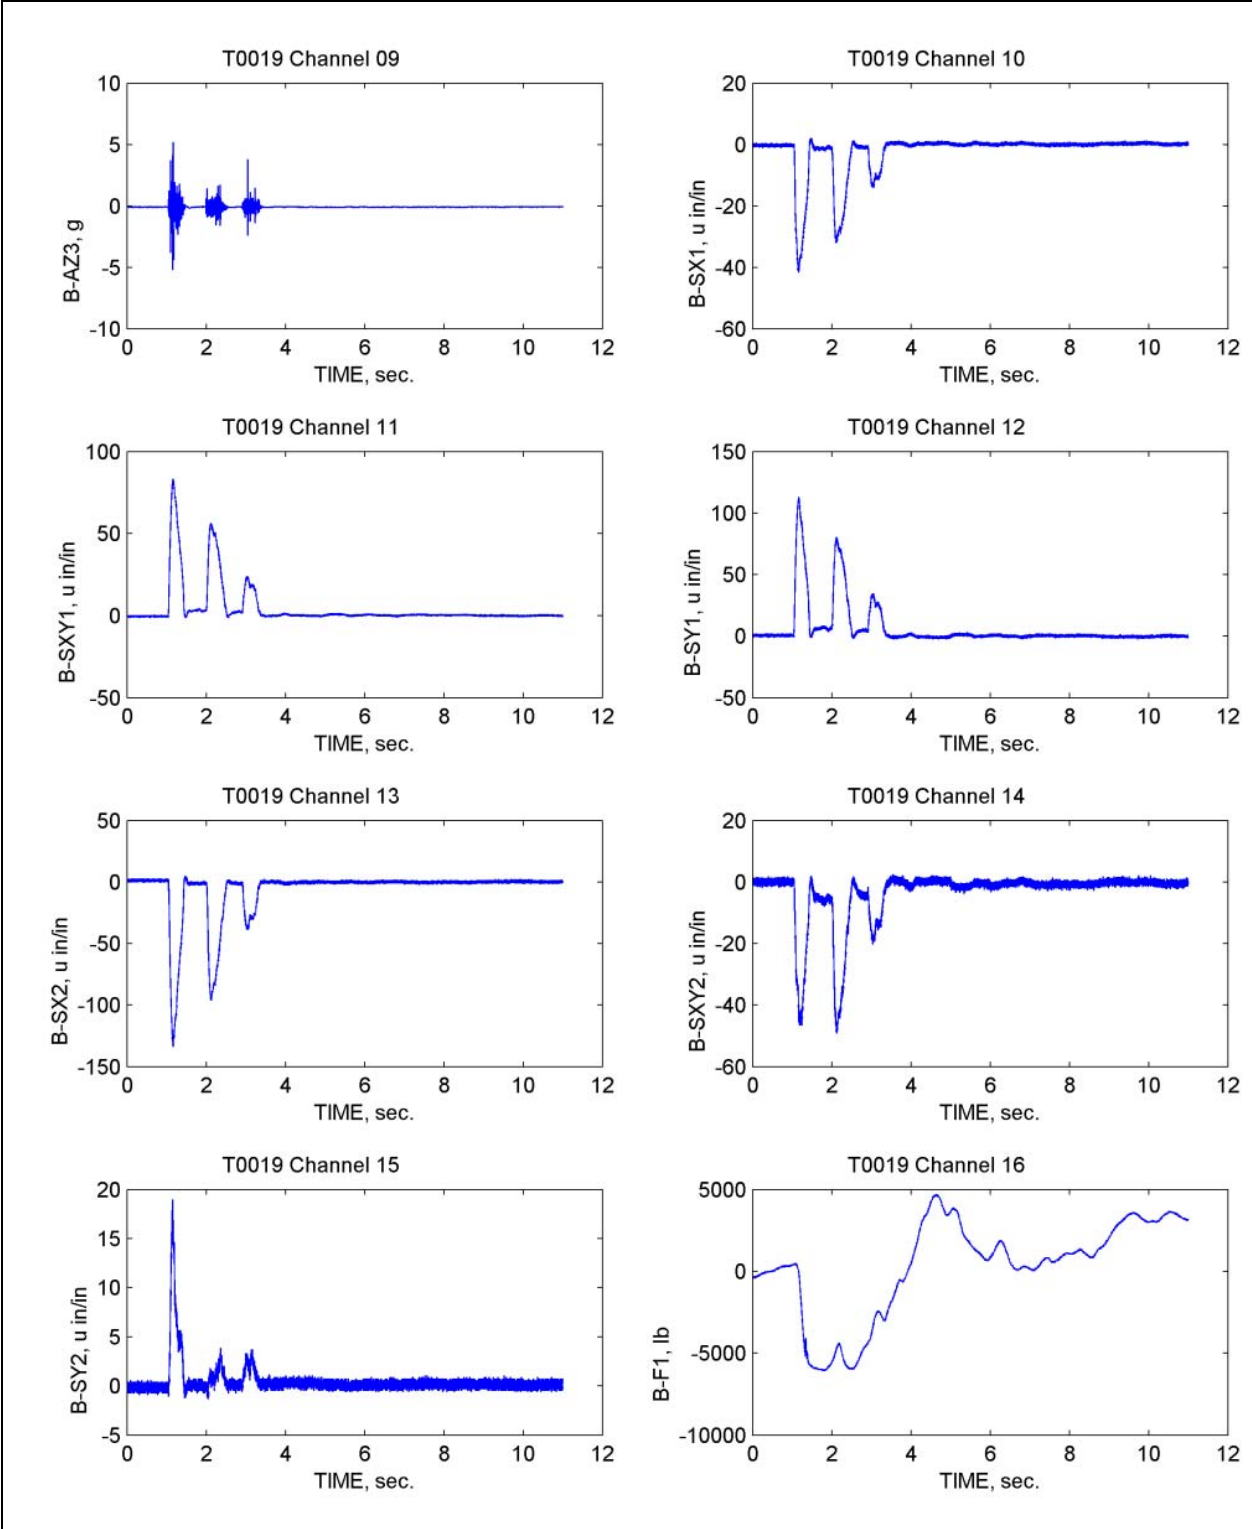 T0019 Channel 09
10
5
0
-5
-10
B-AZ3, g
0 2 4 6 8 10 12
TIME, sec.
T0019 Channel 10
20
0
-20
-40
-60
B-SX1, u in/in
0 2 4 6 8 10 12
TIME, sec.
T0019 Channel 11
100
50
0
-50
B-SXY1, u in/in
0 2 4 6 8 10 12
TIME, sec.
T0019 Channel 12
150
100
50
0
-50
B-SY1, u in/in
0 2 4 6 8 10 12
TIME, sec.
T0019 Channel 13
50
0
-50
-100
-150
B-SX2, u in/in
0 2 4 6 8 10 12
TIME, sec.
T0019 Channel 14
20
0
-20
-40
-60
B-SXY2, u in/in
0 2 4 6 8 10 12
TIME, sec.
T0019 Channel 15
20
15
10
5
0
-5
B-SY2, u in/in
0 2 4 6 8 10 12
TIME, sec.
T0019 Channel 16
5000
0
-5000
-10000
B-F1, lb
0 2 4 6 8 10 12
TIME, sec.